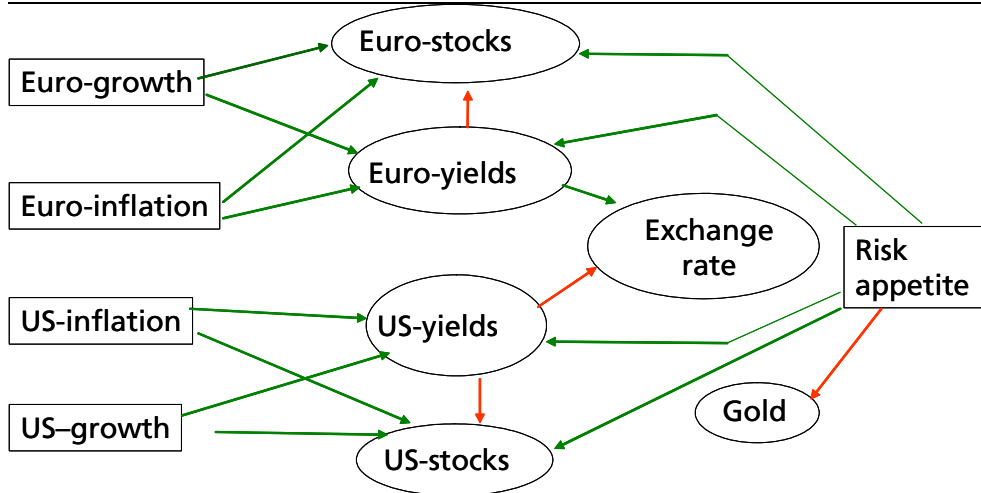 Euro-stocks
Euro-growth
Euro-yields
Euro-inflation
Exchange
rate
Risk
appetite
US-inflation
US-yields
Gold
US–growth
US-stocks